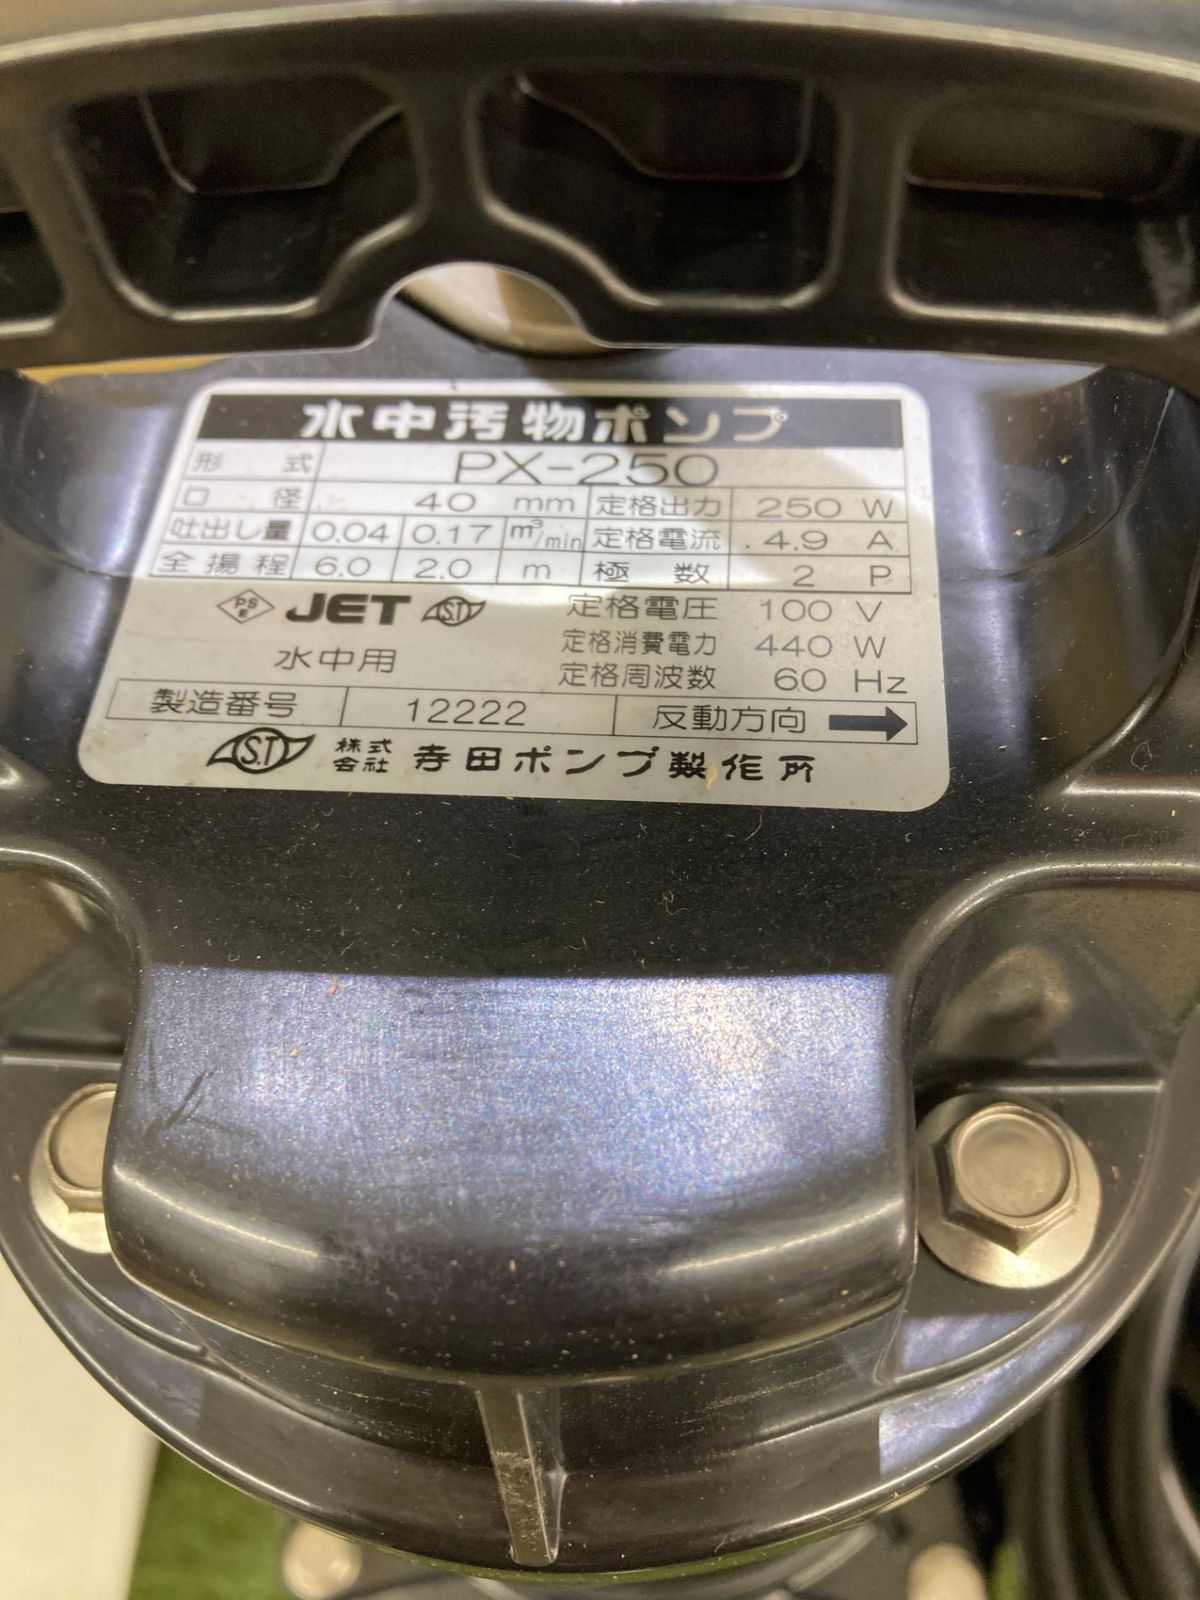 水中汚物ポンプ
形式 PX-250
口径 40 mm 定格出力 250 W
吐出し量 0.04 0.17 m³/min 定格電流 4.9 A
全揚程 6.0 2.0 m 極数 2 P
PSE JET ST 定格電圧 100 V
水中用 定格消費電力 440 W
定格周波数 60 Hz
製造番号 12222 反動方向 →
S.T 株式会社 寺田ポンプ製作所